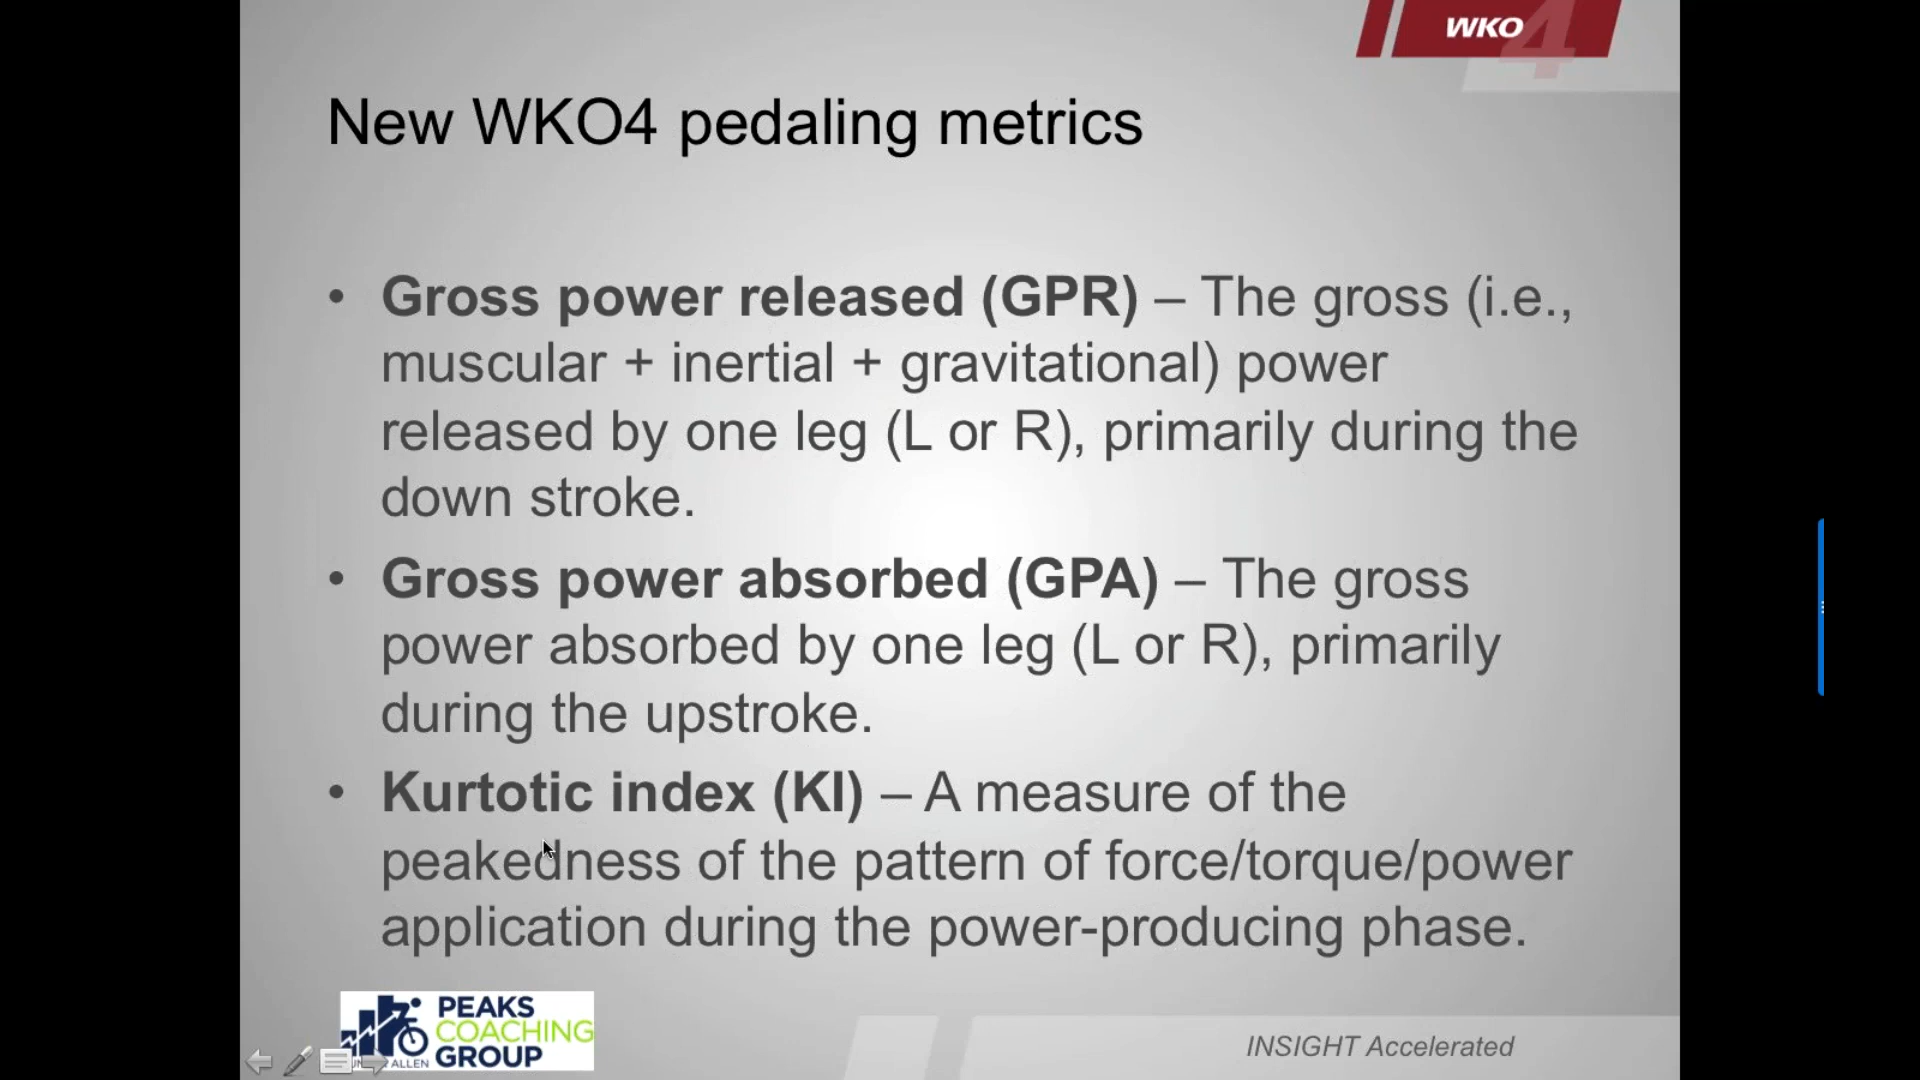 WKO4
New WKO4 pedaling metrics
• Gross power released (GPR) – The gross (i.e.,
muscular + inertial + gravitational) power
released by one leg (L or R), primarily during the
down stroke.
• Gross power absorbed (GPA) – The gross
power absorbed by one leg (L or R), primarily
during the upstroke.
• Kurtotic index (KI) – A measure of the
peakedness of the pattern of force/torque/power
application during the power-producing phase.
PEAKS
COACHING
GROUP
ALLEN
INSIGHT Accelerated